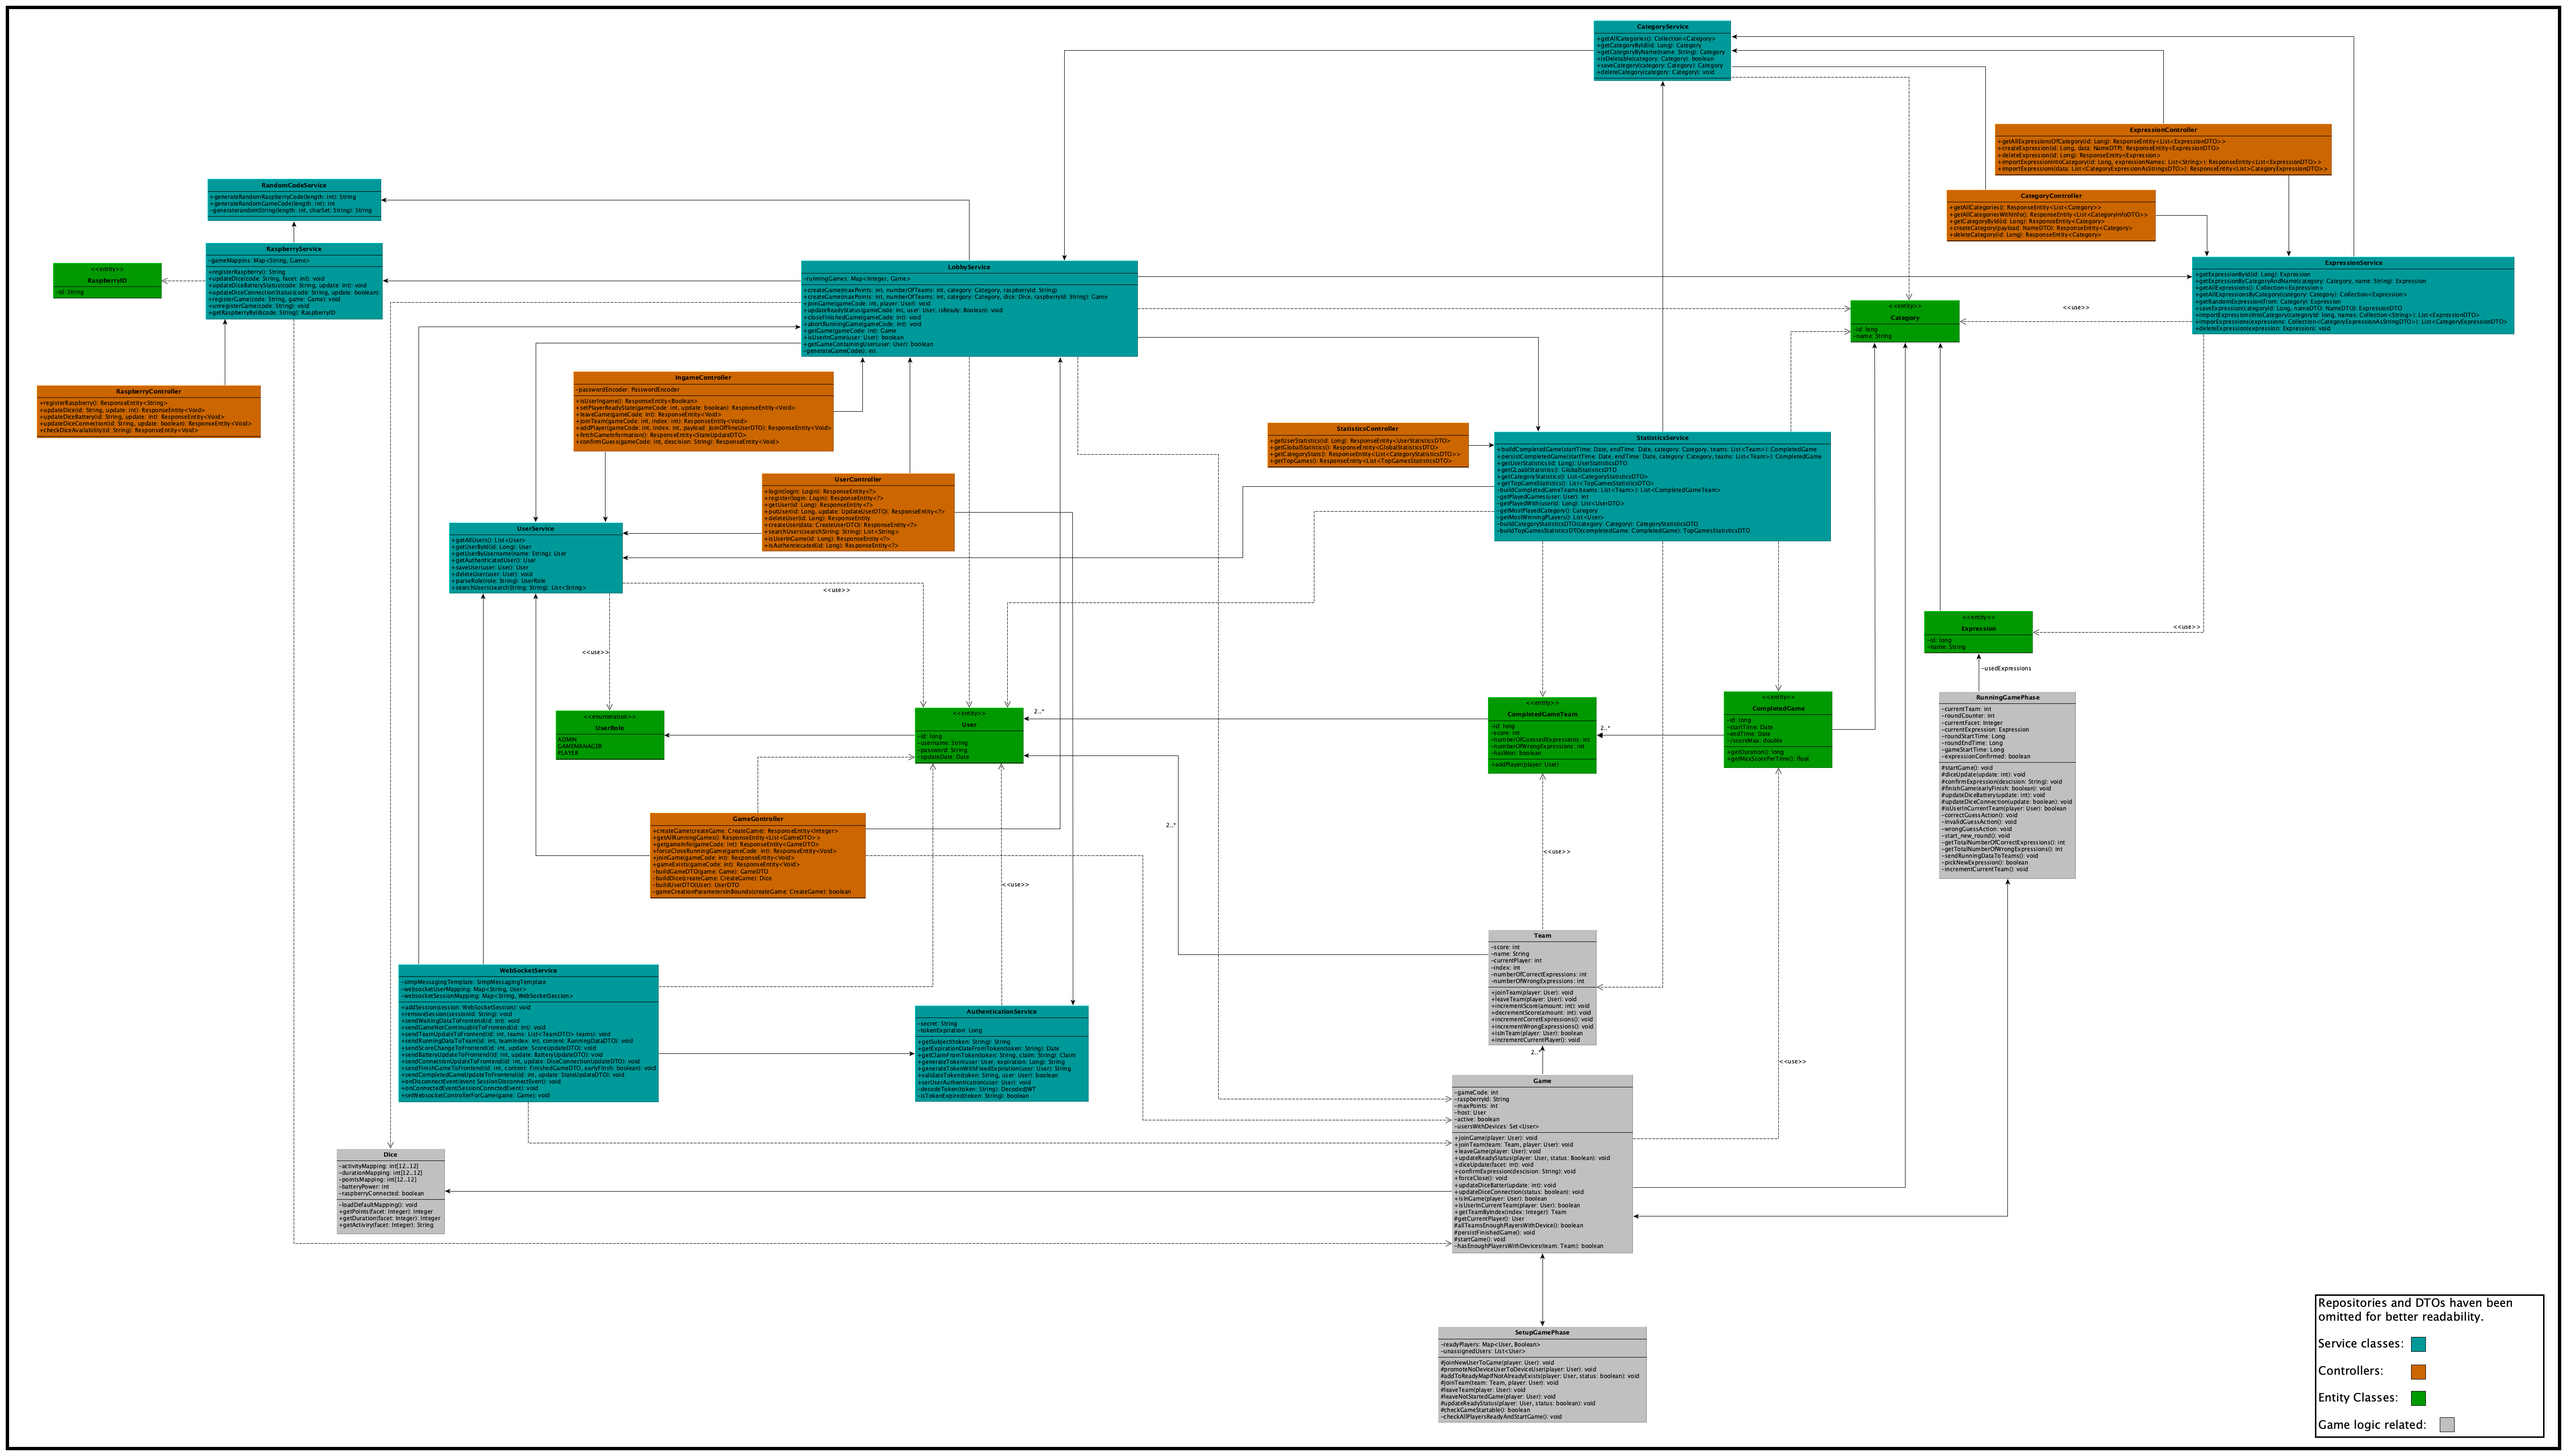 CategoryService
+getAllCategories(): Collection<Category>
+getCategoryById(id: Long): Category
+getCategoryByName(name: String): Category
+isDeletable(category: Category): boolean
+saveCategory(category: Category): Category
+deleteCategory(category: Category): void
ExpressionController
+getAllExpressionsOfCategory(id: Long): ResponseEntity<List<ExpressionDTO>>
+createExpression(id: Long, data: NameDTP): ResponseEntity<ExpressionDTO>
+deleteExpression(id: Long): ResponseEntity<Expression>
+importExpressionIntoCategory(id: Long, expressionNames: List<String>): ResponseEntity<List<ExpressionDTO>>
+importExpressions(data: List<CategoryExpressionAsStringsDTO>): ResponseEntity<List>CategoryExpressionDTO>>
RandomCodeService
+generateRandomRaspberryCode(length: int): String
+generateRandomGameCode(length: int): int
-generaterandomString(length: int, charSet: String): String
CategoryController
+getAllCategories(): ResponseEntity<List<Category>>
+getAllCategoriesWithInfo(): ResponseEntity<List<CategoryInfoDTO>>
+getCategoryById(id: Long): ResponseEntity<Category>
+createCategory(payload: NameDTO): ResponseEntity<Category>
+deleteCategory(id: Long): ResponseEntity<Category>
RaspberryService
-gameMappins: Map<String, Game>
+registerRaspberry(): String
+updateDice(code: String, facet: int): void
+updateDiceBatteryStatus(code: String, update: int): void
+updateDiceConnectionStatus(code: String, update: boolean):
+registerGame(code: String, game: Game): void
+unregisterGame(code: String): void
+getRaspberryById(code: String): RaspberryID
<<entity>>
RaspberryID
-id: String
LobbyService
-runningGames: Map<Integer, Game>
+createGame(maxPoints: int, numberOfTeams: int, category: Category, raspberryId: String)
+createGame(maxPoints: int, numberOfTeams: int, category: Category, dice: Dice, raspberryId: String): Game
+joinGame(gameCode: int, player: User): void
+updateReadyStatus(gameCode: int, user: User, isReady: Boolean): void
+closeFinishedGame(gameCode: int): void
+abortRunningGame(gameCode: int): void
+getGame(gameCode: int): Game
+isUserInGame(user: User): boolean
+getGameContainingUser(user: User): boolean
-generateGameCode(): int
ExpressionService
+getExpressionById(id: Long): Expression
+getExpressionByCategoryAndName(category: Category, name: String): Expression
+getAllExpressions(): Collection<Expression>
+getAllExpressionsByCategory(category: Category): Collection<Expression>
+getRandomExpression(from: Category): Expression
+saveExpression(categoryId: Long, nameDTO: NameDTO): ExpressionDTO
+importExpressionsInto​Category(categoryId: long, names: Collection<String>): List<ExpressionDTO>
+importExpressions(expressions: Collection<CategoryExpressionAsStringDTO>): List<CategoryExpressionDTO>
+deleteExpression(expression: Expression): void
<<use>>
<<entity>>
Category
-id: long
-name: String
RaspberryController
+registerRaspberry(): ResponseEntity<String>
+updateDice(id: String, update: int): ResponseEntity<Void>
+updateDiceBattery(id: String, update: int): ResponseEntity<Void>
+updateDiceConnection(id: String, update: boolean): ResponseEntity<Void>
+checkDiceAvailability(id: String): ResponseEntity<Void>
IngameController
-passwordEncoder: PasswordEncoder
+isUserIngame(): ResponseEntity<Boolean>
+setPlayerReadyState(gameCode: int, update: boolean): ResponseEntity<Void>
+leaveGame(gameCode: int): ResponseEntity<Void>
+joinTeam(gameCode: int, index: int): ResponseEntity<Void>
+addPlayer(gameCode: int, index: int, payload: JoinOfflineUserDTO): ResponseEntity<Void>
+fetchGameInformation(): ResponseEntity<StateUpdateDTO>
+confirmGuess(gameCode: int, descision: String): ResponseEntity<Void>
StatisticsController
+getUserStatistics(id: Long): ResponseEntity<UserStatisticsDTO>
+getGlobalStatistics(): ResponseEntity<GlobalStatisticsDTO>
+getCategoryStats(): ResponseEntity<List<CategoryStatisticsDTO>>
+getTopGames(): ResponseEntity<List<TopGamesStatisticsDTO>
StatisticsService
+buildCompletedGame(startTime: Date, endTime: Date, category: Category, teams: List<Team>): CompletedGame
+persistCompletedGame(startTime: Date, endTime: Date, category: Category, teams: List<Team>): CompletedGame
+getUserStatistics(id: Long): UserStatisticsDTO
+getGLoablStatistics(): GlobalStatisticsDTO
+getCategoryStatistics(): List<CategoryStatisticsDTO>
+getTopGameStatistics(): List<TopGamesStatisticsDTO>
-buildCompletedGameTeams(teams: List<Team>): List<CompletedGameTeam>
-getPlayedGames(user: User): int
-getPlayedWith(userId: Long): List<UserDTO>
-getMostPlayedCategory(): Category
-getMostWinningPLayers(): List<User>
-buildCategoryStatisticsDTO(category: Category): CategoryStatisticsDTO
-buildTopGamesStatisticsDTO(completedGame: CompletedGame): TopGamesStatisticsDTO
UserController
+login(login: Login): ResponseEntity<?>
+register(login: Login): ResponseEntity<?>
+getUser(id: Long): ResponseEntity<?>
+putUser(id: Long, update: UpdateUserDTO): ResponseEntity<?>
+deleteUser(id: Long): ResponseEntity
+createUser(data: CreateUserDTO): ResponseEntity<?>
+searchUsers(searchString: String): List<String>
+isUserInGame(id: Long): ResponseEntity<?>
+isAuthenticated(id: Long): ResponseEntity<?>
UserService
+getAllUsers(): List<User>
+getUserById(id: Long): User
+getUserByUsername(name: String): User
+getAuthenticatedUser(): User
+saveUser(user: User): User
+deleteUser(user: User): void
+parseRole(role: String): UserRole
+searchUsers(searchString: String): List<String>
<<use>>
<<use>>
<<entity>>
Expression
-id: long
-name: String
<<use>>
-usedExpressions
<<enumeration>>
UserRole
ADMIN
GAMEMANAGER
PLAYER
<<entity>>
User
-id: long
-username: String
-password: String
-updateDate: Date
2..*
<<entity>>
CompletedGameTeam
-id: long
-score: int
-numberOfGuessedExpressions: int
-numberOfWrongExpressions: int
-hasWon: boolean
+addPlayer(player: User)
2..*
<<entity>>
CompletedGame
-id: long
-startTime: Date
-endTime: Date
-/scoreMax: double
+getDuration(): long
+getMaxScorePerTime(): float
RunningGamePhase
-currentTeam: int
-roundCounter: int
-currentFacet: Integer
-currentExpression: Expression
-roundStartTime: Long
-roundEndTime: Long
-gameStartTime: Long
-expressionConfirmed: boolean
#startGame(): void
#diceUpdate(update: int): void
#confirmExpression(descision: String): void
#finishGame(earlyFinish: boolean): void
#updateDiceBattery(update: int): void
#updateDiceConnection(update: boolean): void
#isUserInCurrentTeam(player: User): boolean
-correctGuessAction(): void
-invalidGuessAction(): void
-wrongGuessAction: void
-start_new_round(): void
-getTotalNumberOfCorrectExpressions(): int
-getTotalNumberOfWrongExpressions(): int
-sendRunningDataToTeams(): void
-pickNewExpression(): boolean
-incrementCurrentTeam(): void
GameController
+createGame(createGame: CreateGame): ResponseEntity<Integer>
+getAllRunningGames(): ResponseEntity<List<GameDTO>>
+getgameInfo(gameCode: int): ResponseEntity<GameDTO>
+forceCloseRunningGame(gameCode: int): ResponseEntity<Void>
+joinGame(gameCode: int): ResponseEntity<Void>
+gameExists(gameCode: int): ResponseEntity<Void>
-buildGameDTO(game: Game): GameDTO
-buildDice(createGame: CreateGame): Dice
-buildUserDTO(User): UserDTO
-gameCreationParametersInBounds(createGame: CreateGame): boolean
2..*
<<use>>
<<use>>
Team
-score: int
-name: String
-currentPlayer: int
-index: int
-numberOfCorrectExpressions: int
-numberOfWrongExpressions: int
+joinTeam(player: User): void
+leaveTeam(player: User): void
+incrementScore(amount: int): void
+decrementScore(amount: int): void
+incrementCorretExpressions(): void
+incrementWrongExpressions(): void
+isInTeam(player: User): boolean
+incrementCurrentPlayer(): void
2..*
WebSocketService
-simpMessagingTemplate: SimpMessagingTemplate
-websocketUserMapping: Map<String, User>
-websocketSessionMapping: Map<String, WebSocketSession>
+addSession(session: WebSocketSession): void
+removeSession(sessionId: String): void
+sendWaitingDataToFrontend(id: int): void
+sendGameNotContinuableToFrontend(id: int): void
+sendTeamUpdateToFrontend(id: int, teams: List<TeamDTO> teams): void
+sendRunningDataToTeam(id: int, teamIndex: int, content: RunningDataDTO): void
+sendScoreChangeToFrontend(id: int, update: ScoreUpdateDTO): void
+sendBatteryUpdateToFrontend(id: int, update: BatteryUpdateDTO): void
+sendConnectionUpdateToFrontend(id: int, update: DiceConnectionUpdateDTO): void
+sendFinishGameToFrontend(id: int, content: FinishedGameDTO, earlyFinsh: boolean): void
+sendCompletedGameUpdateToFrontend(id: int, update: StateUpdateDTO): void
+onDisconnectEvent(event SessionDisconnectEvent): void
+onConnectedEvent(SessionConnctedEvent): void
+setWebsocketControllerForGame(game: Game): void
AuthenticationService
-secret: String
-tokenExpiration: Long
+getSubject(token: String): String
+getExpirationDateFromToken(token: String): Date
+getClaimFromToken(token: String, claim: String): Claim
+generateToken(user: User, expiration: Long): String
+generateTokenWithFixedExpiration(user: User): String
+validateToken(token: String, user: User): boolean
+serUserAuthentication(user: User): void
-decodeToken(token: String): DecodedJWT
-isTokenExpired(token: String): boolean
<<use>>
Game
-gameCode: int
-raspberryId: String
-maxPoints: int
-host: User
-active: boolean
-usersWithDevices: Set<User>
+joinGame(player: User): void
+joinTeam(team: Team, player: User): void
+leaveGame(player: User): void
+updateReadyStatus(player: User, status: Boolean): void
+diceUpdate(facet: int): void
+confirmExpression(descision: String): void
+forceClose(): void
+updateDiceBatter(update: int): void
+updateDiceConnection(status: boolean): void
+isInGame(player: User): boolean
+isUserInCurrentTeam(player: User): boolean
+getTeamByIndex(index: Integer): Team
#getCurrentPlayer(): User
#allTeamsEnoughPlayersWithDevice(): boolean
#persistFinishedGame(): void
#startGame(): void
-hasEnoughPlayersWithDevices(team: Team): boolean
Dice
-activityMapping: int[12..12]
-durationMapping: int[12..12]
-pointsMapping: int[12..12]
-batteryPower: int
-raspberryConnected: boolean
-loadDefaultMapping(): void
+getPoints(facet: Integer): Integer
+getDuration(facet: Integer): Integer
+getActiviry(facet: Integer): String
SetupGamePhase
-readyPlayers: Map<User, Boolean>
-unassignedUsers: List<User>
#joinNewUserToGame(player: User): void
#promoteNoDeviceUserToDeviceUser(player: User): void
#addToReadyMapIfNotAlreadyExists(player: User, status: boolean): void
#joinTeam(team: Team, player: User): void
#leaveTeam(player: User): void
#leaveNotStartedGame(player: User): void
#updateReadyStatus(player: User, status: boolean): void
#checkGameStartable(): boolean
-checkAllPlayersReadyAndStartGame(): void
Repositories and DTOs haven been
omitted for better readability.
Service classes:
Controllers:
Entity Classes:
Game logic related: